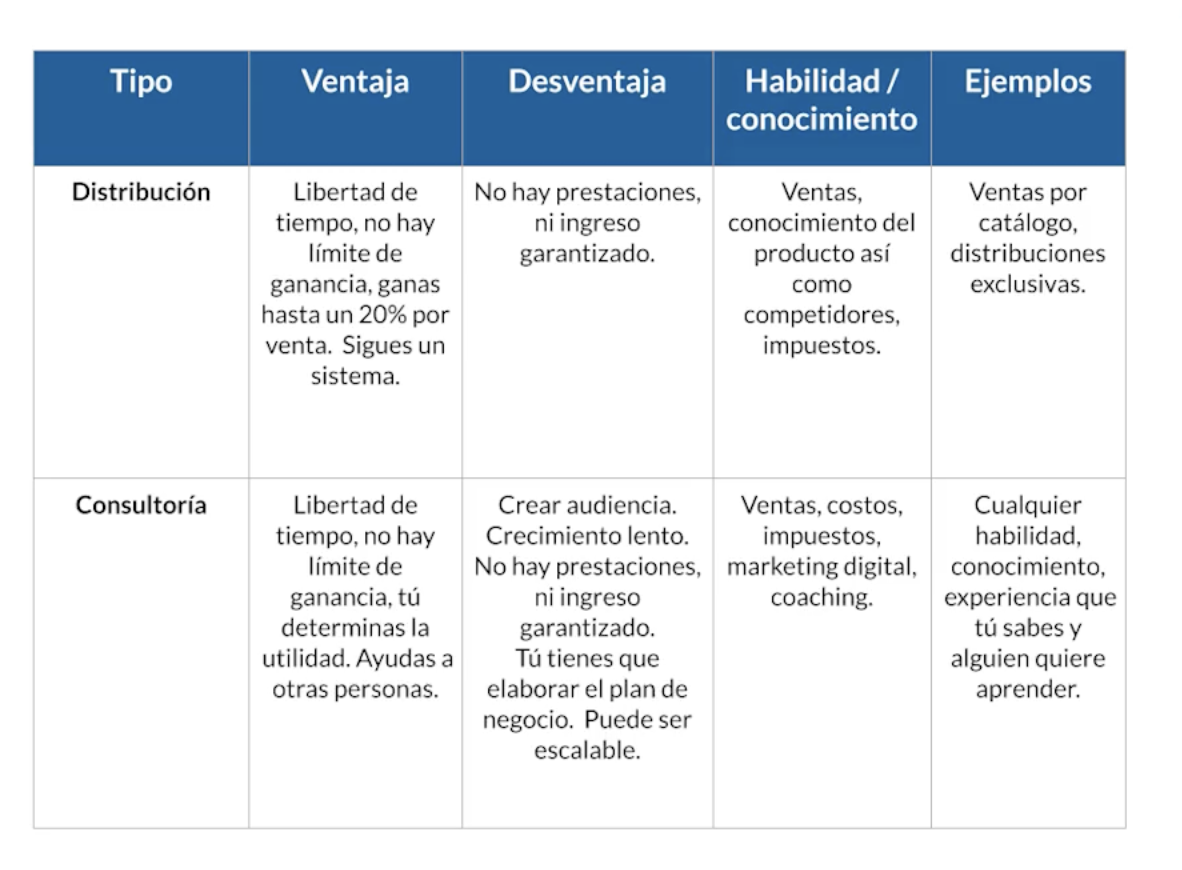 Tipo
Ventaja
Desventaja
Habilidad /
conocimiento
Ejemplos
Distribución
Libertad de
tiempo, no hay
límite de
ganancia, ganas
hasta un 20% por
venta.  Sigues un
sistema.
No hay prestaciones,
ni ingreso
garantizado.
Ventas,
conocimiento del
producto así
como
competidores,
impuestos.
Ventas por
catálogo,
distribuciones
exclusivas.
Consultoría
Libertad de
tiempo, no hay
límite de
ganancia, tú
determinas la
utilidad. Ayudas a
otras personas.
Crear audiencia.
Crecimiento lento.
No hay prestaciones,
ni ingreso
garantizado.
Tú tienes que
elaborar el plan de
negocio.  Puede ser
escalable.
Ventas, costos,
impuestos,
marketing digital,
coaching.
Cualquier
habilidad,
conocimiento,
experiencia que
tú sabes y
alguien quiere
aprender.